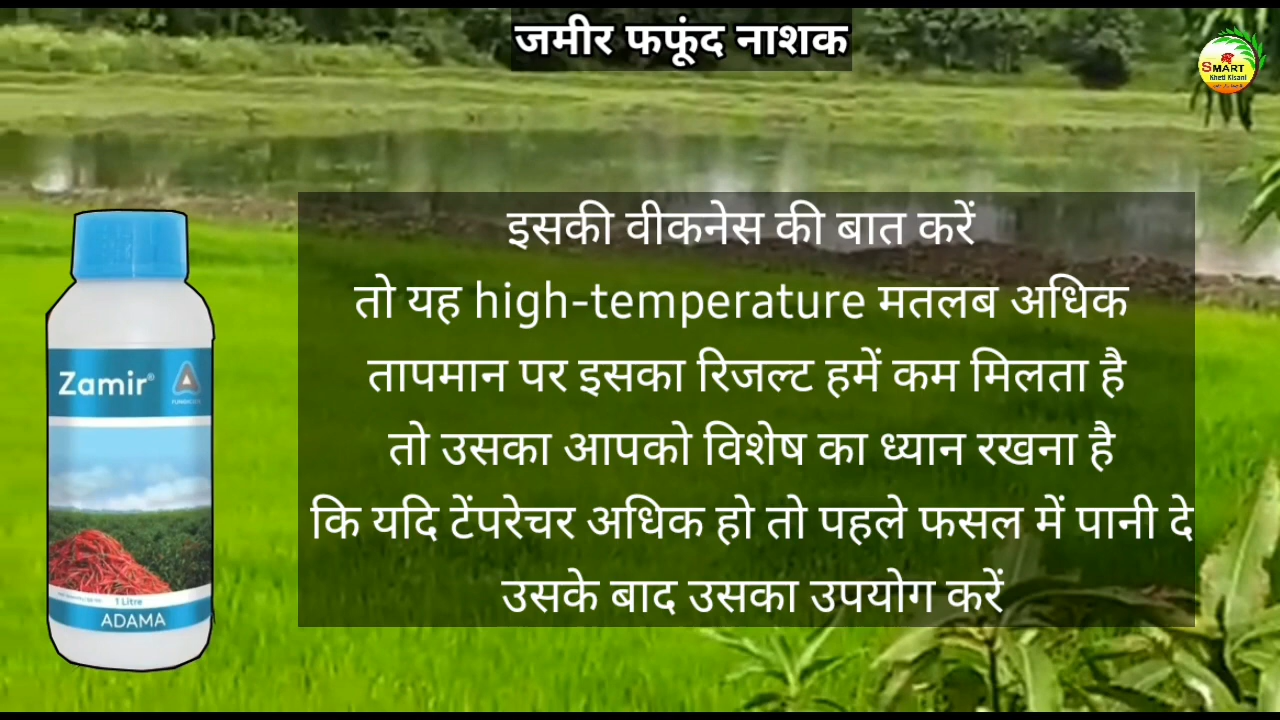 जमीर फफूंद नाशक
SMART
Kheti Kisani
इसकी वीकनेस की बात करें
तो यह high-temperature मतलब अधिक
तापमान पर इसका रिजल्ट हमें कम मिलता है
तो उसका आपको विशेष का ध्यान रखना है
कि यदि टेंपरेचर अधिक हो तो पहले फसल में पानी दे
उसके बाद उसका उपयोग करें
Zamir®
FUNGICIDE
1 Litre
ADAMA